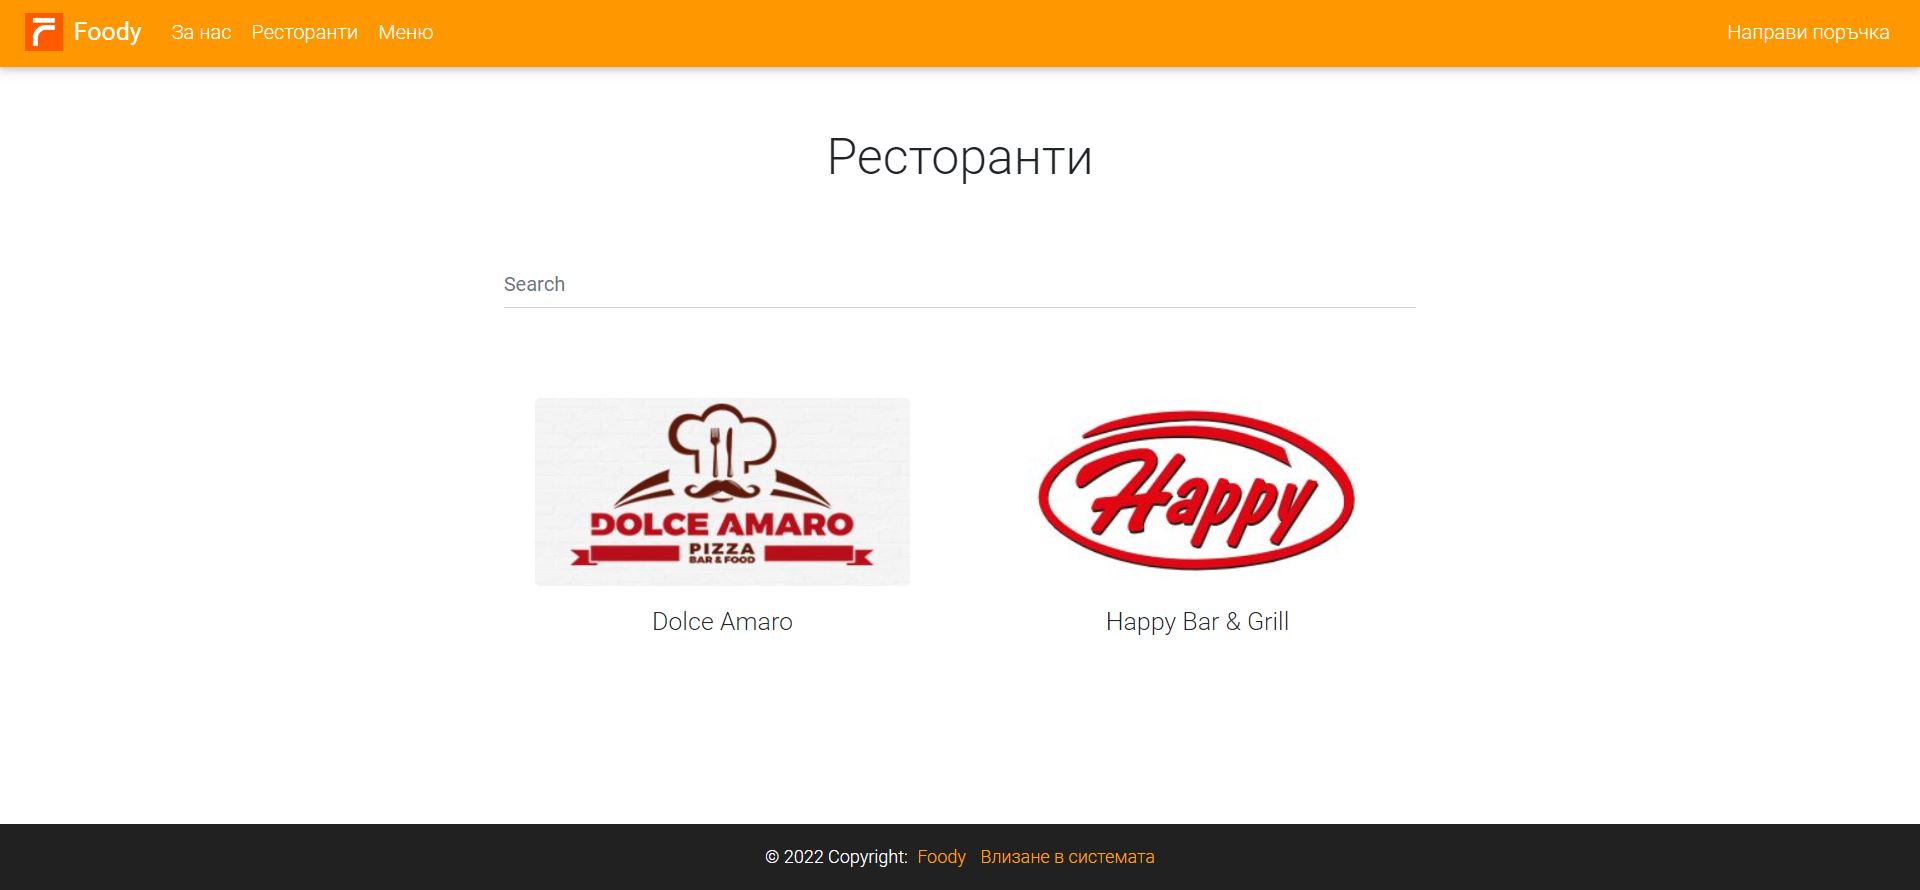 Foody За нас Ресторанти Меню Направи поръчка
Ресторанти
Search
DOLCE AMARO
PIZZA
BAR & FOOD
Happy
Dolce Amaro
Happy Bar & Grill
© 2022 Copyright: Foody Влизане в системата